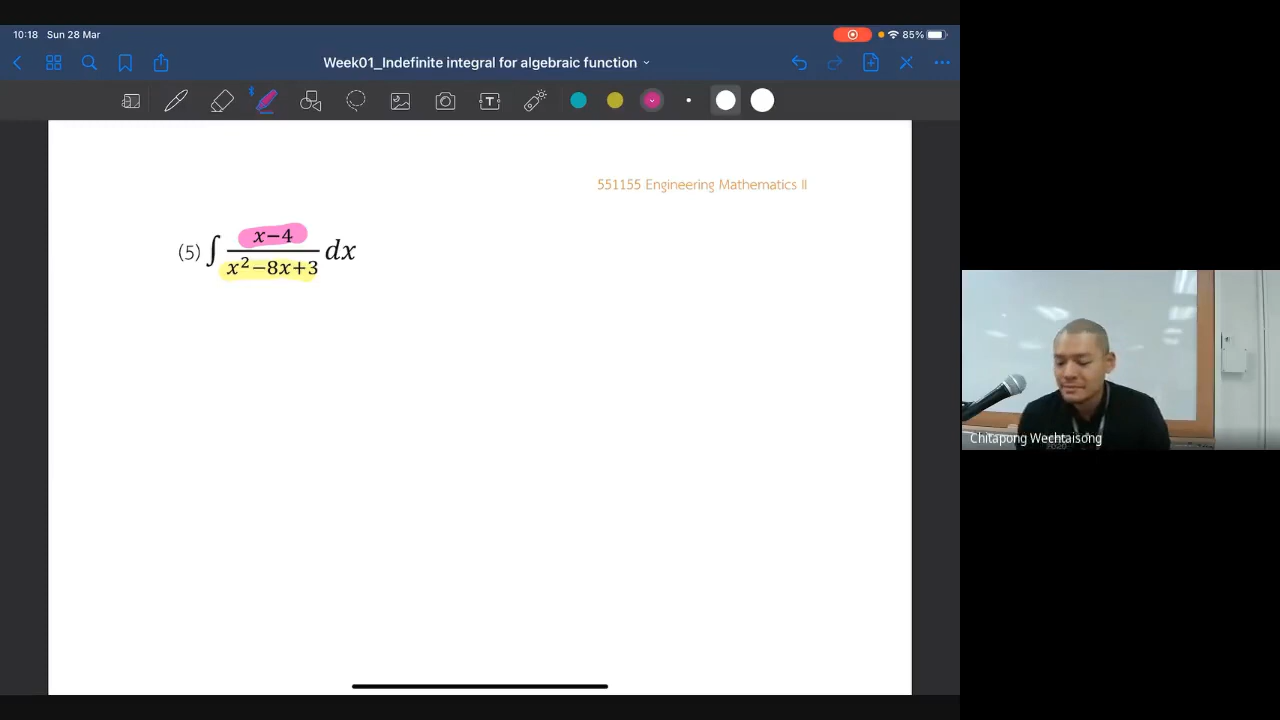 10:18 Sun 28 Mar
85%
Week01_Indefinite integral for algebraic function
T
551155 Engineering Mathematics II
(5) ∫ x−4 / x²−8x+3 dx
Chitapong Wechtaisong